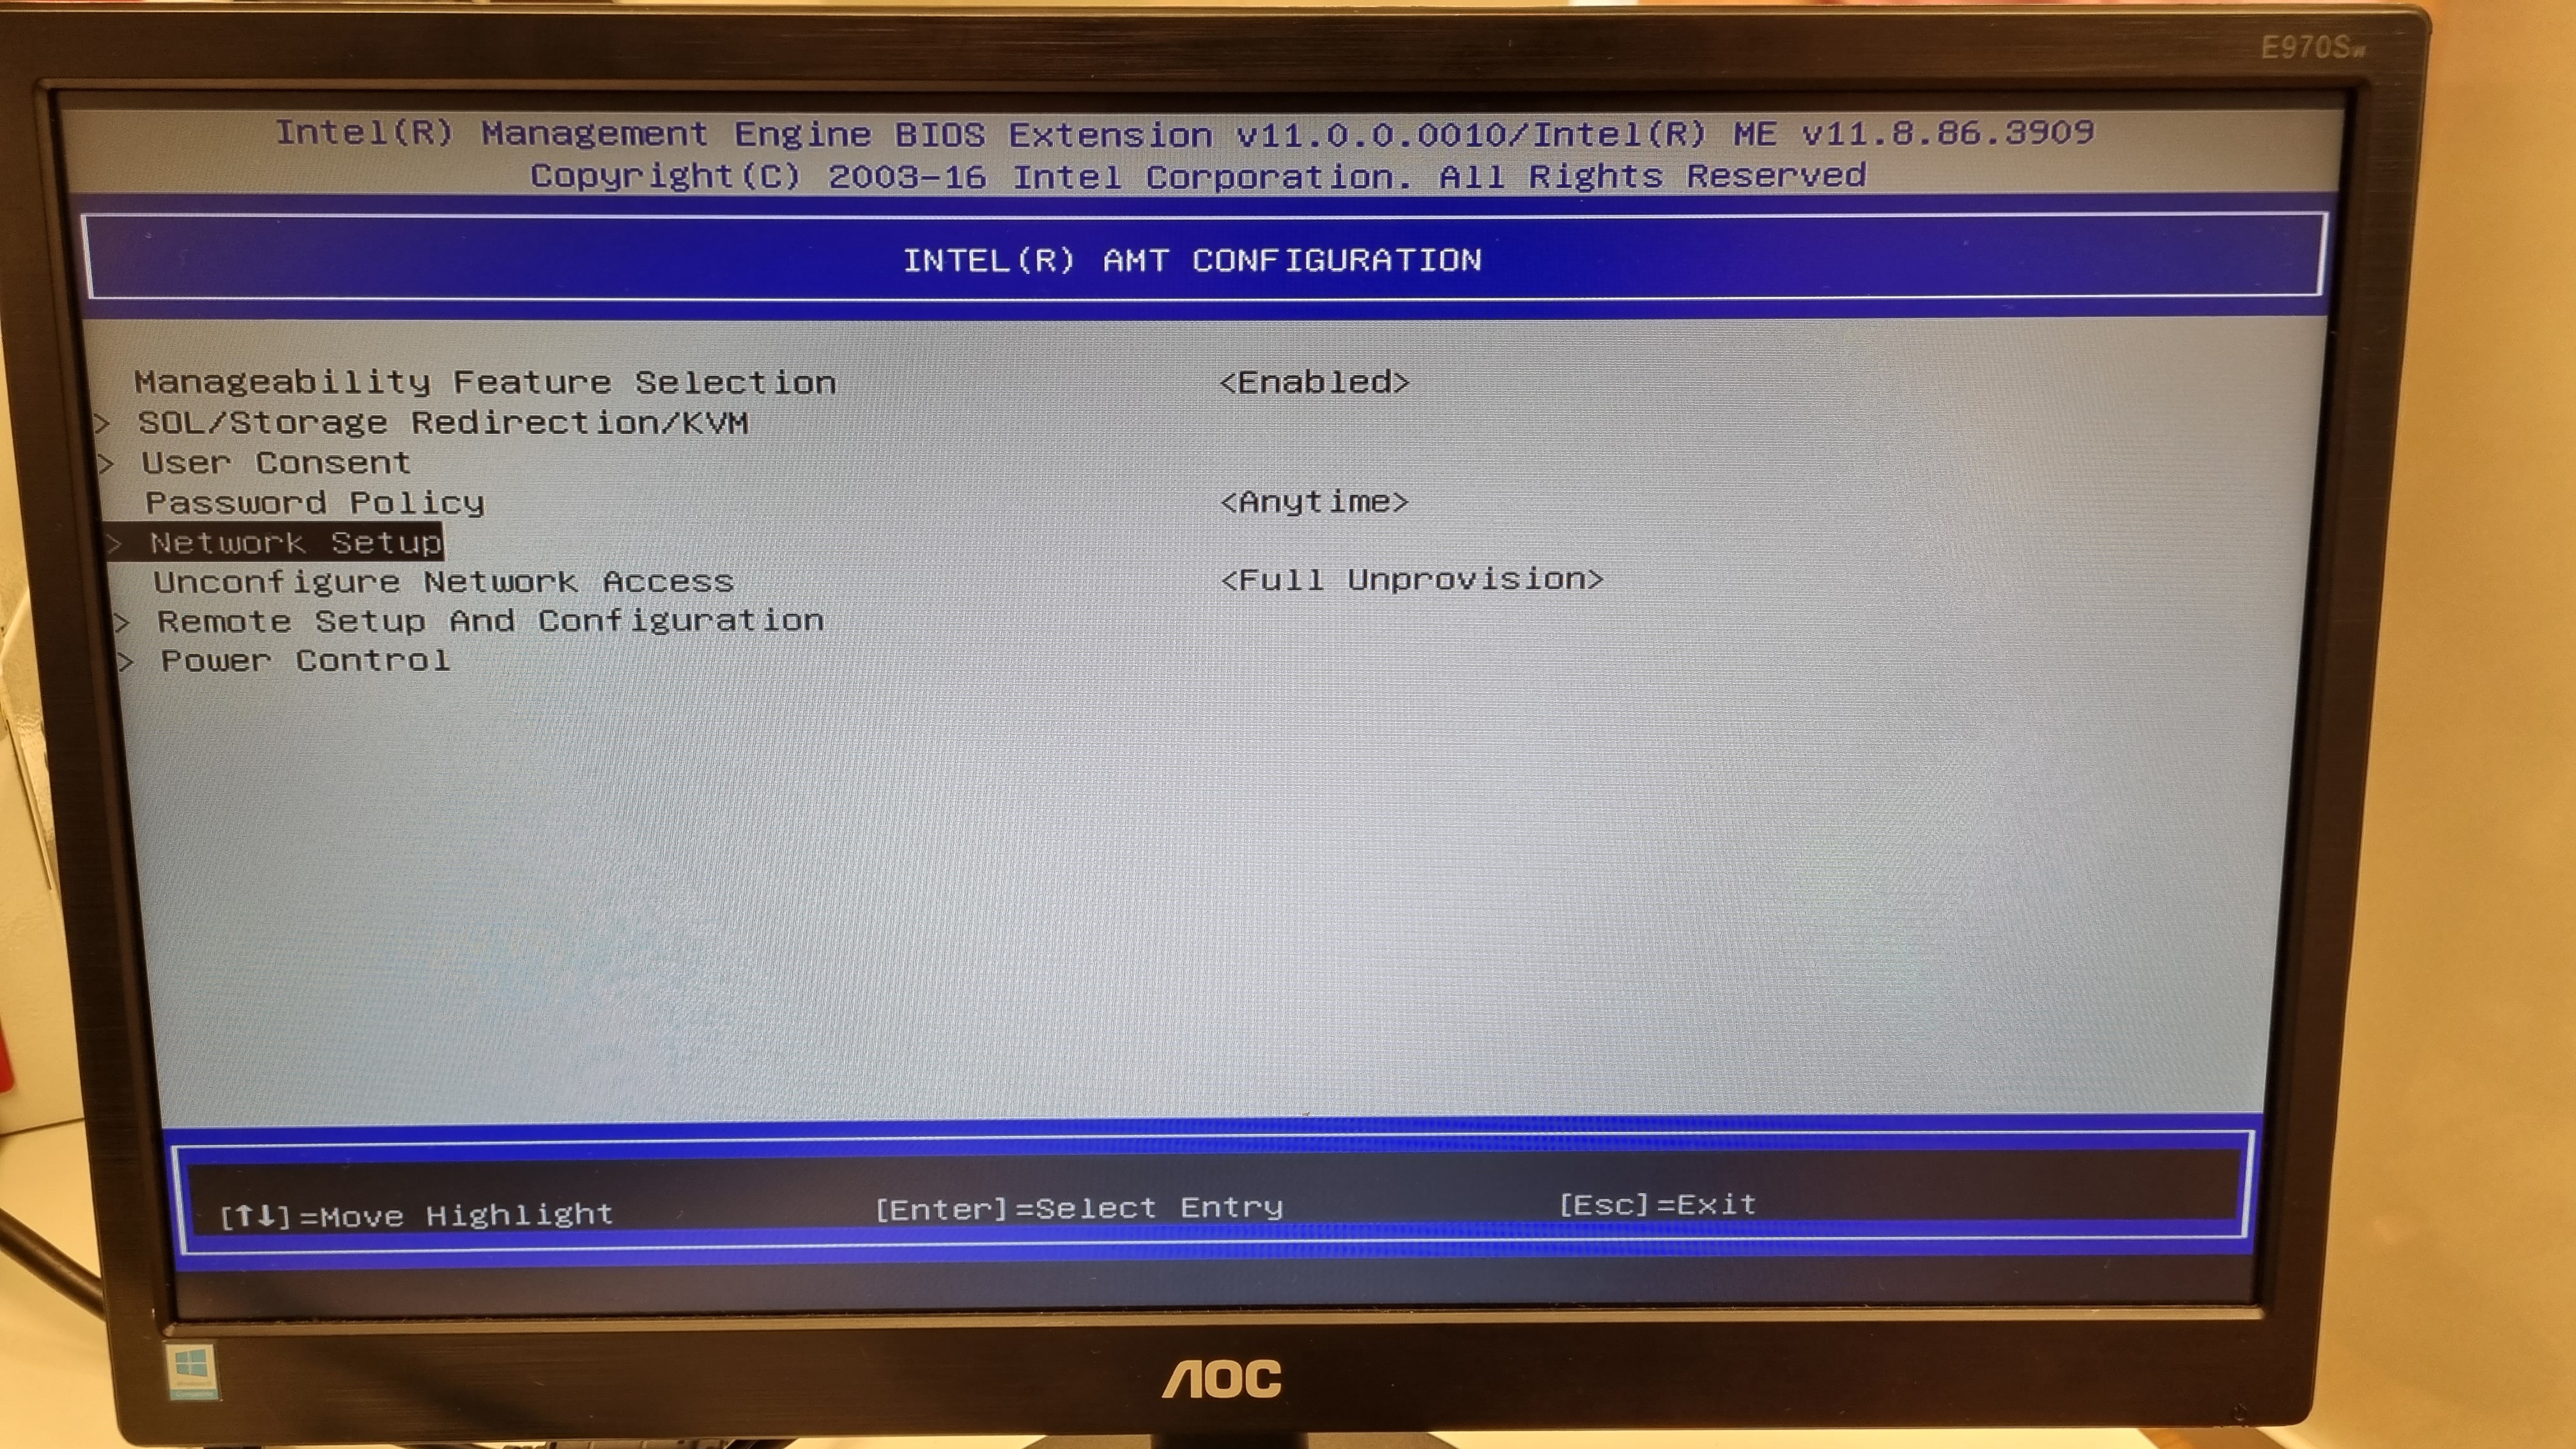 E970Sw
Intel(R) Management Engine BIOS Extension v11.0.0.0010/Intel(R) ME v11.8.86.3909
Copyright(C) 2003-16 Intel Corporation. All Rights Reserved
INTEL(R) AMT CONFIGURATION
Manageability Feature Selection <Enabled>
> SOL/Storage Redirection/KVM
> User Consent
Password Policy <Anytime>
> Network Setup
Unconfigure Network Access <Full Unprovision>
> Remote Setup And Configuration
> Power Control
[↑↓]=Move Highlight [Enter]=Select Entry [Esc]=Exit
AOC